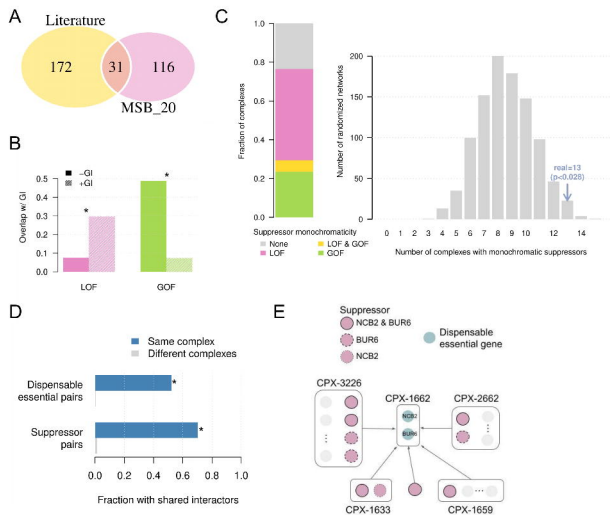 A
Literature
172
31
116
MSB_20
B
−GI
+GI
Overlap w/ GI
0.5
0.4
0.3
0.2
0.1
0.0
*
*
LOF
GOF
C
Fraction of complexes
1.0
0.8
0.6
0.4
0.2
0.0
Suppressor monochromaticity
None
LOF & GOF
LOF
GOF
Number of randomized networks
200
150
100
50
0
real=13
(p<0.025)
0 1 2 3 4 5 6 7 8 9 10 12 14
Number of complexes with monochromatic suppressors
D
Same complex
Different complexes
Dispensable
essential pairs
*
Suppressor
pairs
*
0.0 0.2 0.4 0.6 0.8 1.0
Fraction with shared interactors
E
Suppressor
NCB2 & BUR6
BUR6
NCB2
Dispensable
essential gene
CPX-3226
CPX-1662
CPX-2662
NCB2
BUR6
CPX-1633
CPX-1659